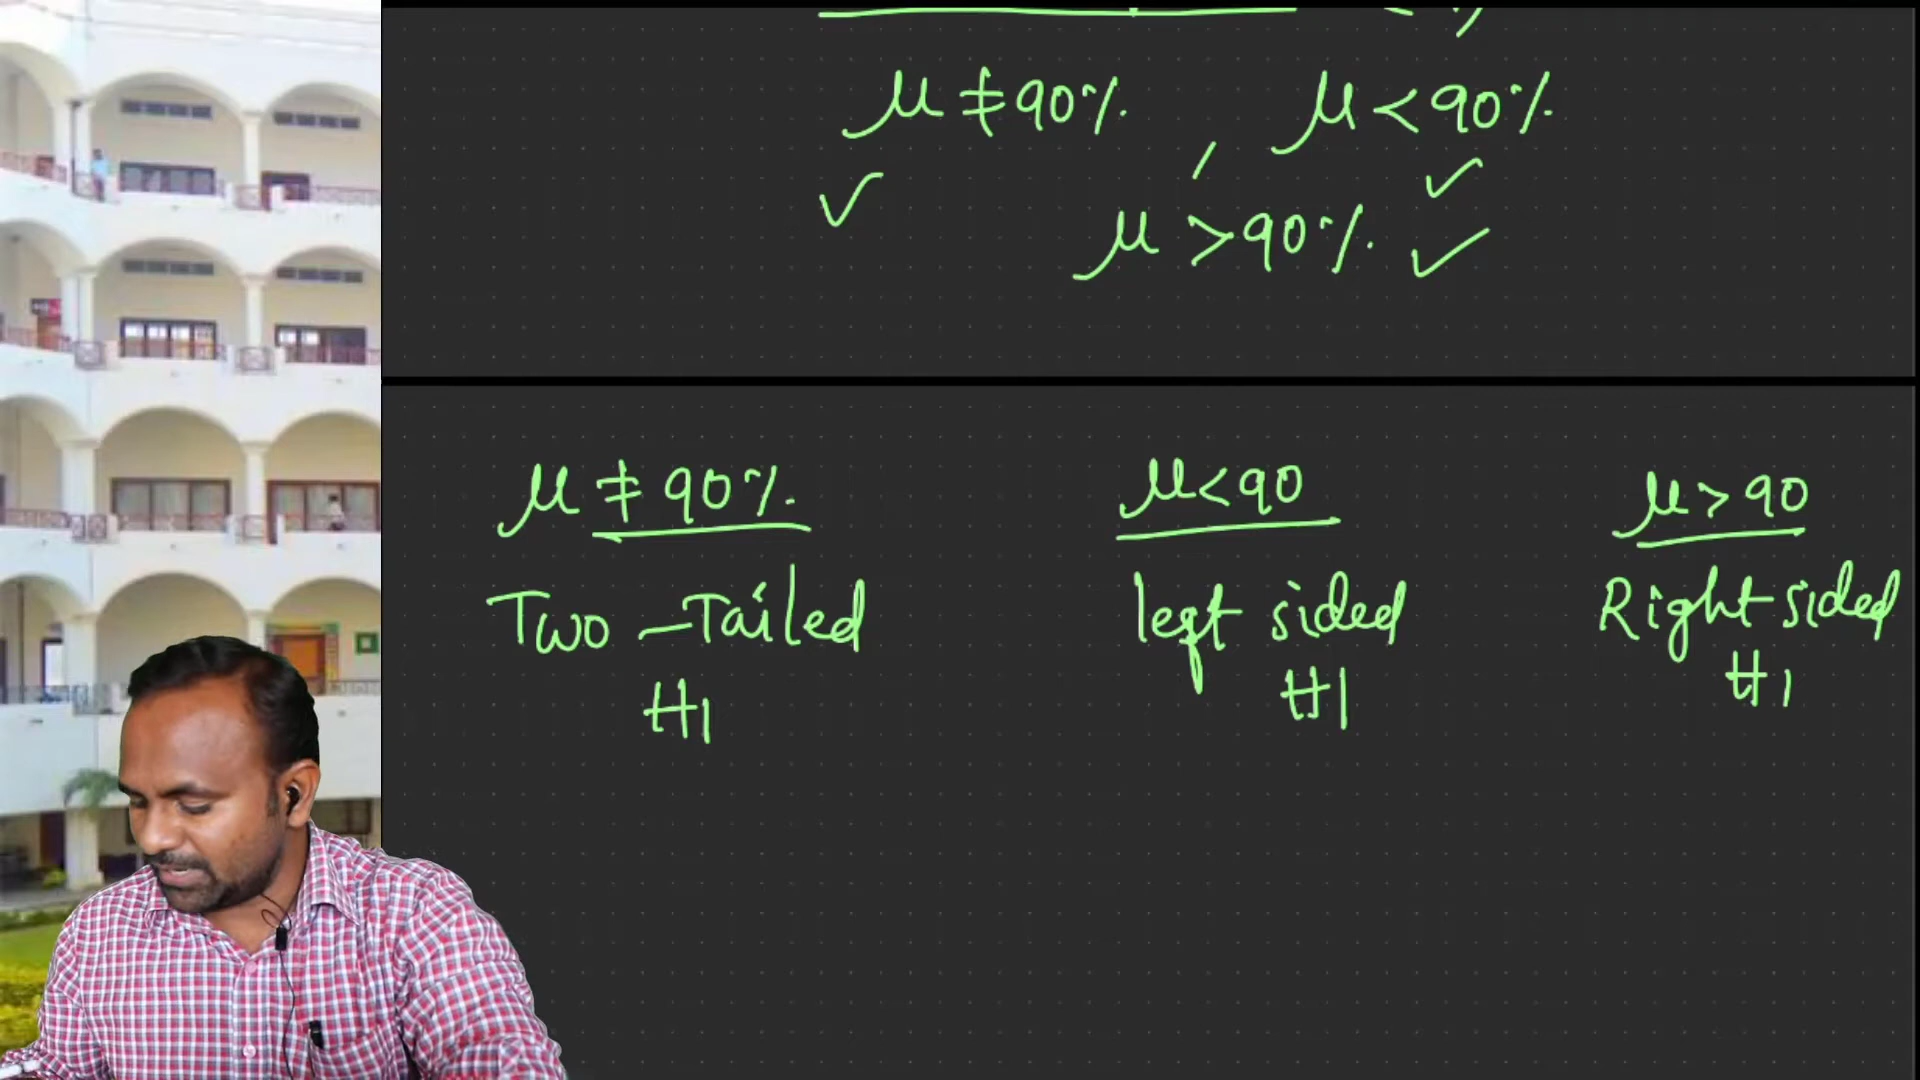 μ ≠ 90%. , μ < 90%.
μ > 90%.
μ ≠ 90%. μ < 90 μ > 90
Two-Tailed left sided Right sided
H1 H1 H1